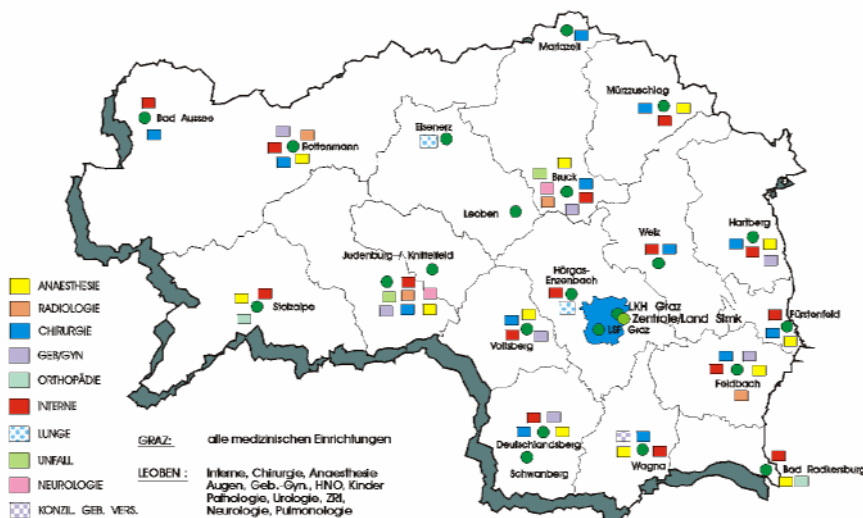 Mariazell
Mürzzuschlag
Bad Aussee
Rottenmann
Eisenerz
Bruck
Leoben
Weiz
Hartberg
Judenburg / Knittelfeld
Hörgas-
Enzenbach
Stolzalpe
LKH Graz
Zentrale/Land Stmk
LSF Graz
Fürstenfeld
Voitsberg
Feldbach
Deutschlandsberg
Schwanberg
Wagna
Bad Radkersburg
ANAESTHESIE
RADIOLOGIE
CHIRURGIE
GEB/GYN
ORTHOPÄDIE
INTERNE
LUNGE
UNFALL
NEUROLOGIE
KONZIL. GEB. VERS.
GRAZ: alle medizinischen Einrichtungen
LEOBEN : Interne, Chirurgie, Anaesthesie
Augen, Geb.-Gyn., HNO, Kinder
Pathologie, Urologie, ZRI,
Neurologie, Pulmonologie